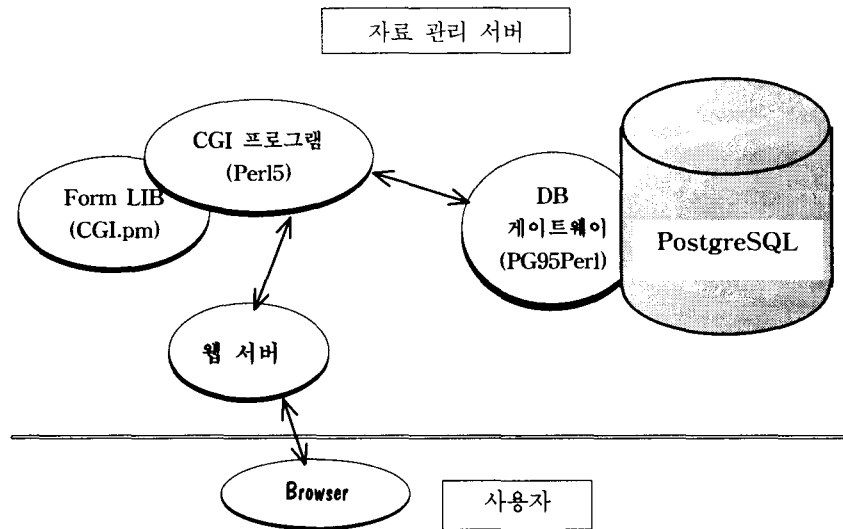 자료 관리 서버
CGI 프로그램
(Perl5)
Form LIB
(CGI.pm)
DB
게이트웨이
(PG95Perl)
PostgreSQL
웹 서버
Browser
사용자